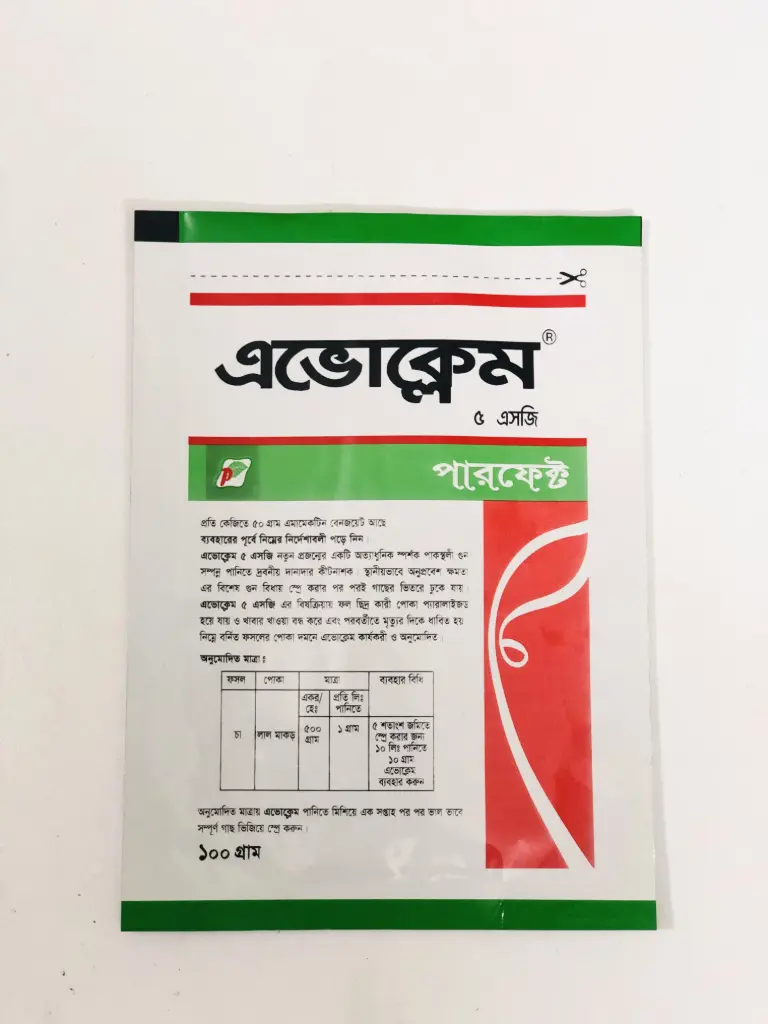 এভোক্লেম®
৫ এসজি
P
পারফেক্ট
প্রতি কেজিতে ৫০ গ্রাম এমামেকটিন বেনজয়েট আছে
ব্যবহারের পূর্বে নিম্নের নির্দেশাবলী পড়ে নিন।
এভোক্লেম ৫ এসজি নতুন প্রজন্মের একটি অত্যাধুনিক স্পর্শক পাকস্থলী গুন
সম্পন্ন পানিতে দ্রবনীয় দানাদার কীটনাশক। স্থানীয়ভাবে অনুপ্রবেশ ক্ষমতা
এর বিশেষ গুন বিধায় স্প্রে করার পর পরই গাছের ভিতরে ঢুকে যায়।
এভোক্লেম ৫ এসজি এর বিষক্রিয়ায় ফল ছিদ্র কারী পোকা প্যারালাইজড
হয়ে যায় ও খাবার খাওয়া বন্ধ করে এবং পরবর্তীতে মৃত্যুর দিকে ধাবিত হয়
নিম্নে বর্নিত ফসলের পোকা দমনে এভোক্লেম কার্যকরী ও অনুমোদিত।
অনুমোদিত মাত্রাঃ
ফসল পোকা মাত্রা ব্যবহার বিধি
একর/হেঃ প্রতি লিঃ পানিতে
চা লাল মাকড় ৫০০ গ্রাম ১ গ্রাম ৫ শতাংশ জমিতে
স্প্রে করার জন্য
১০ লিঃ পানিতে
১০ গ্রাম
এভোক্লেম
ব্যবহার করুন
অনুমোদিত মাত্রায় এভোক্লেম পানিতে মিশিয়ে এক সপ্তাহ পর পর ভাল ভাবে
সম্পূর্ণ গাছ ভিজিয়ে স্প্রে করুন।
১০০ গ্রাম